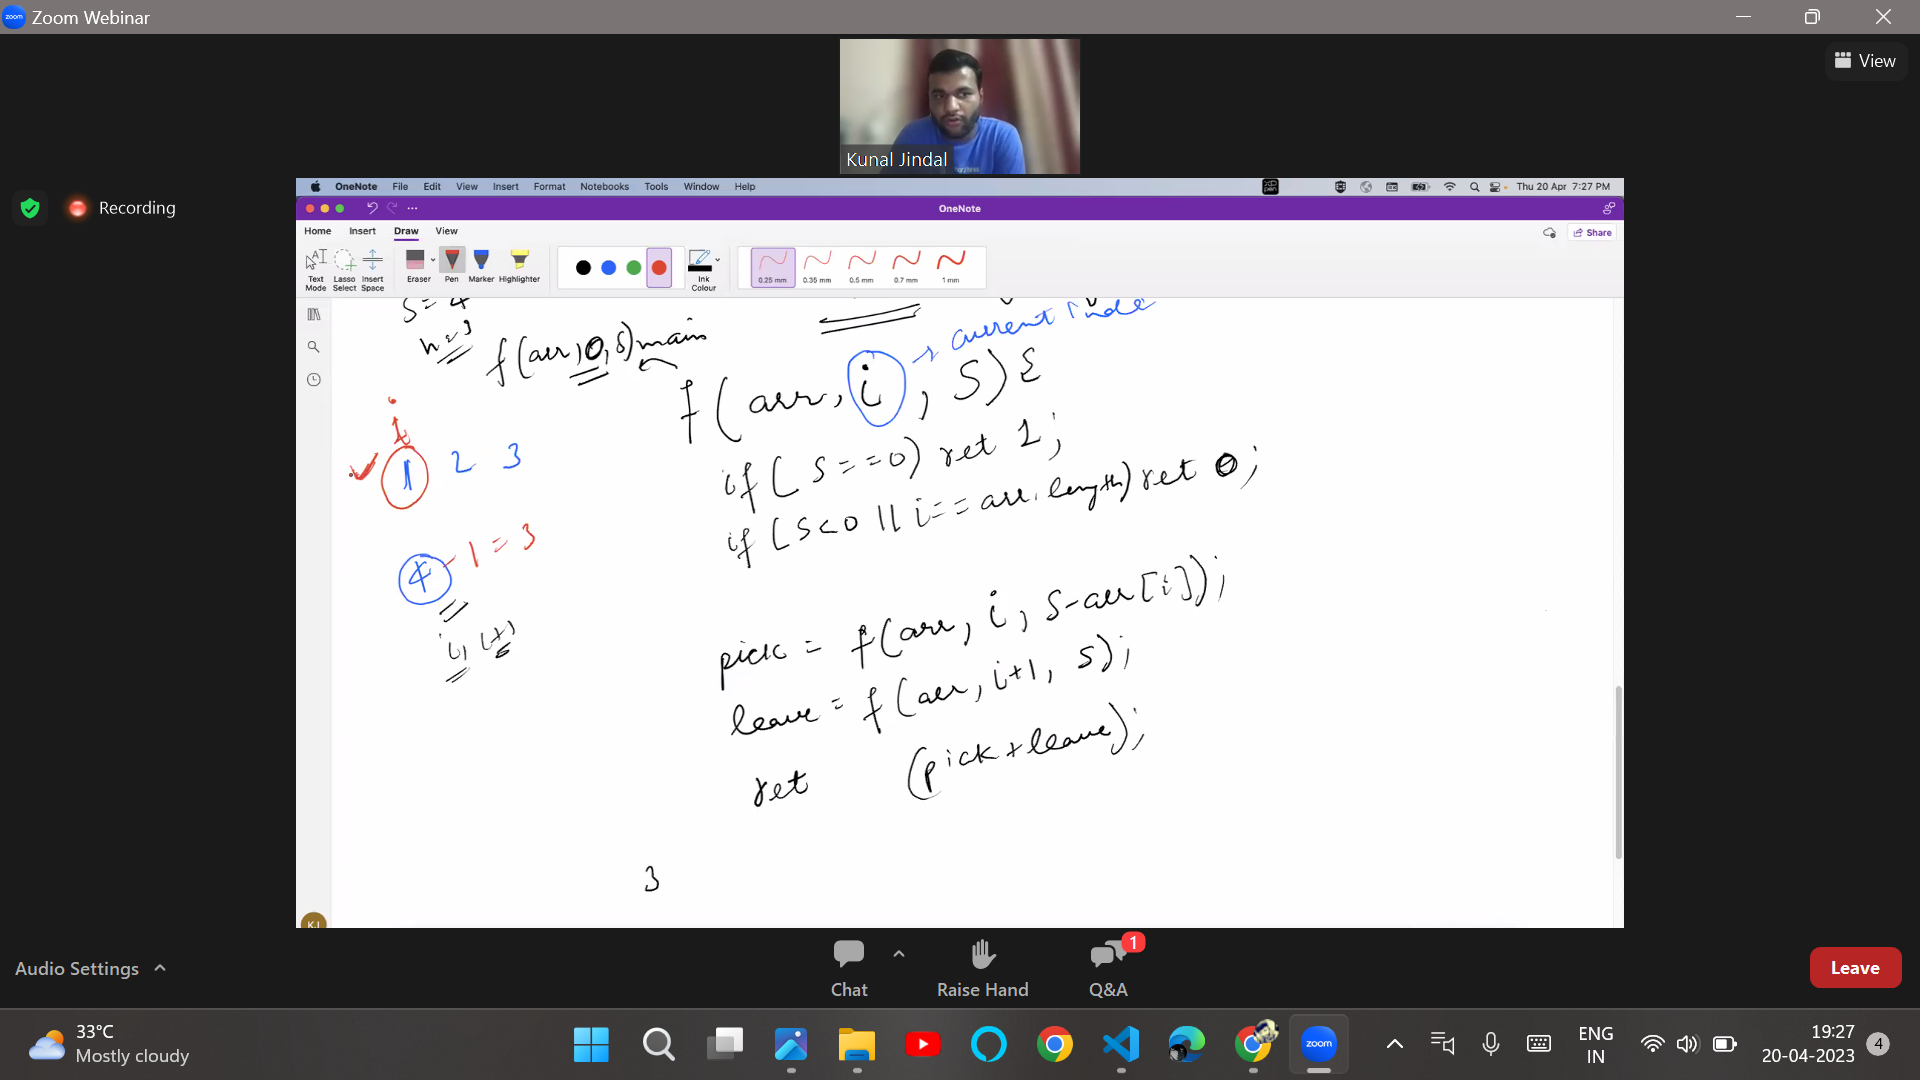 Zoom Webinar
View
Kunal Jindal
Recording
OneNote File Edit View Insert Format Notebooks Tools Window Help
Thu 20 Apr 7:27 PM
OneNote
Home Insert Draw View
Share
Text Mode
Lasso Select
Insert Space
Eraser
Pen
Marker
Highlighter
Ink Colour
0.25 mm 0.35 mm 0.5 mm 0.7 mm 1 mm
S = 4
n = 3
f(arr, 0, S) main
current inde
f(arr, i, S) {
i
1 2 3
if (S==0) ret 1;
if (S<0 || i==arr.length) ret 0;
4 - 1 = 3
pick = f(arr, i, S-arr[i]);
leave = f(arr, i+1, S);
ret (pick+leave);
3
KJ
Audio Settings
Chat
Raise Hand
Q&A
1
Leave
33°C
Mostly cloudy
zoom
ENG
IN
19:27
20-04-2023
4